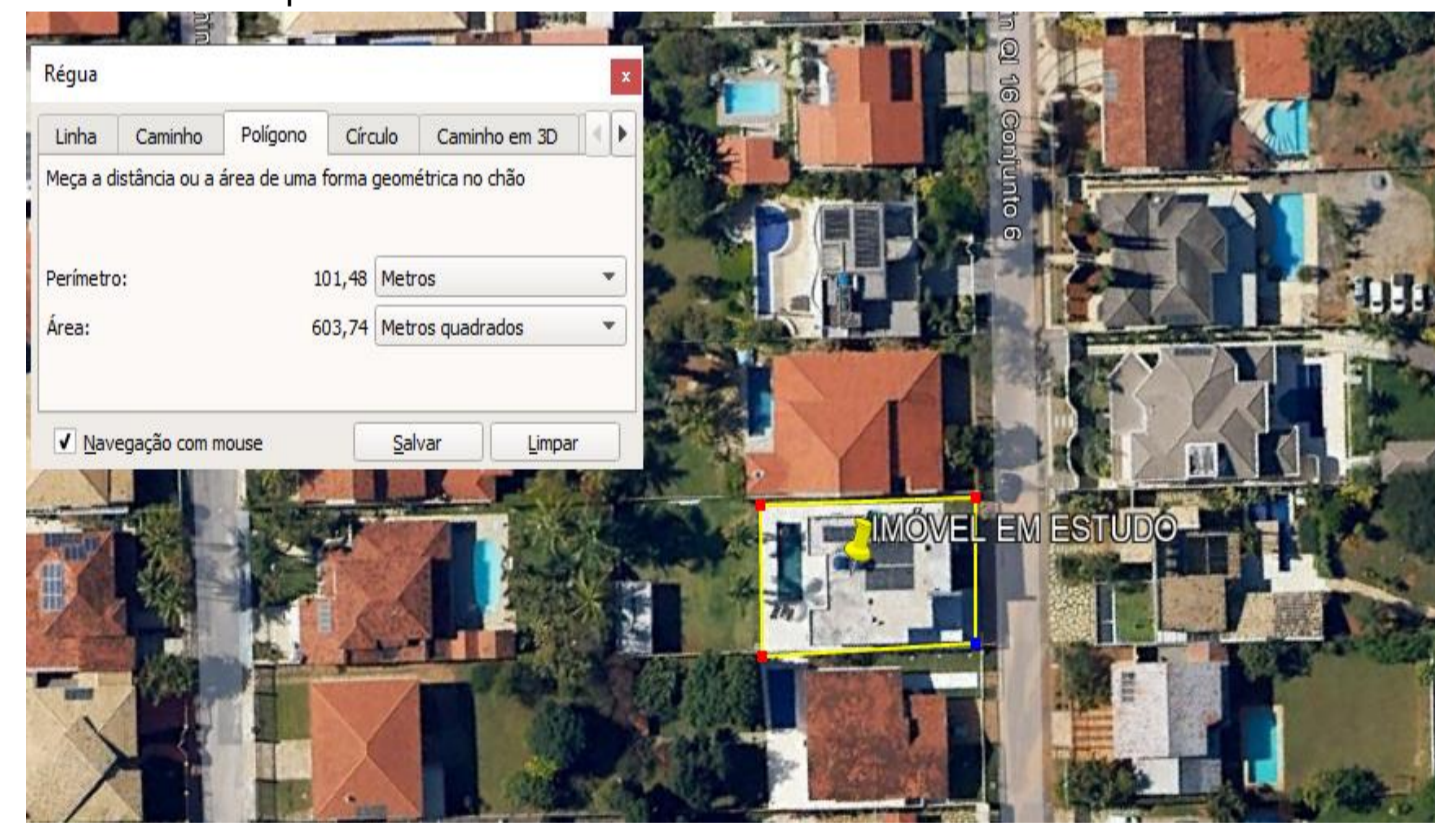 Régua
x
Linha
Caminho
Polígono
Círculo
Caminho em 3D
Meça a distância ou a área de uma forma geométrica no chão
Perímetro:
101,48 Metros
Área:
603,74 Metros quadrados
Navegação com mouse
Salvar
Limpar
in QI 16 Conjunto 6
IMÓVEL EM ESTUDO